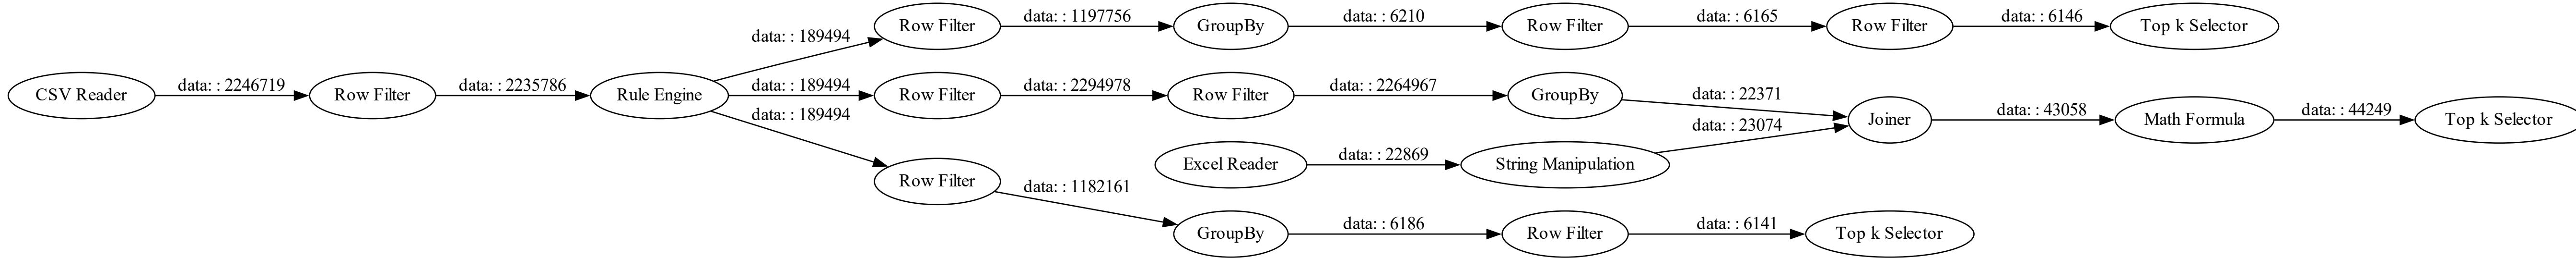 Row Filter
data: : 1197756
GroupBy
data: : 6210
Row Filter
data: : 6165
Row Filter
data: : 6146
Top k Selector
data: : 189494
CSV Reader
data: : 2246719
Row Filter
data: : 2235786
Rule Engine
data: : 189494
Row Filter
data: : 2294978
Row Filter
data: : 2264967
GroupBy
data: : 22371
data: : 189494
data: : 23074
Joiner
data: : 43058
Math Formula
data: : 44249
Top k Selector
Excel Reader
data: : 22869
String Manipulation
Row Filter
data: : 1182161
GroupBy
data: : 6186
Row Filter
data: : 6141
Top k Selector